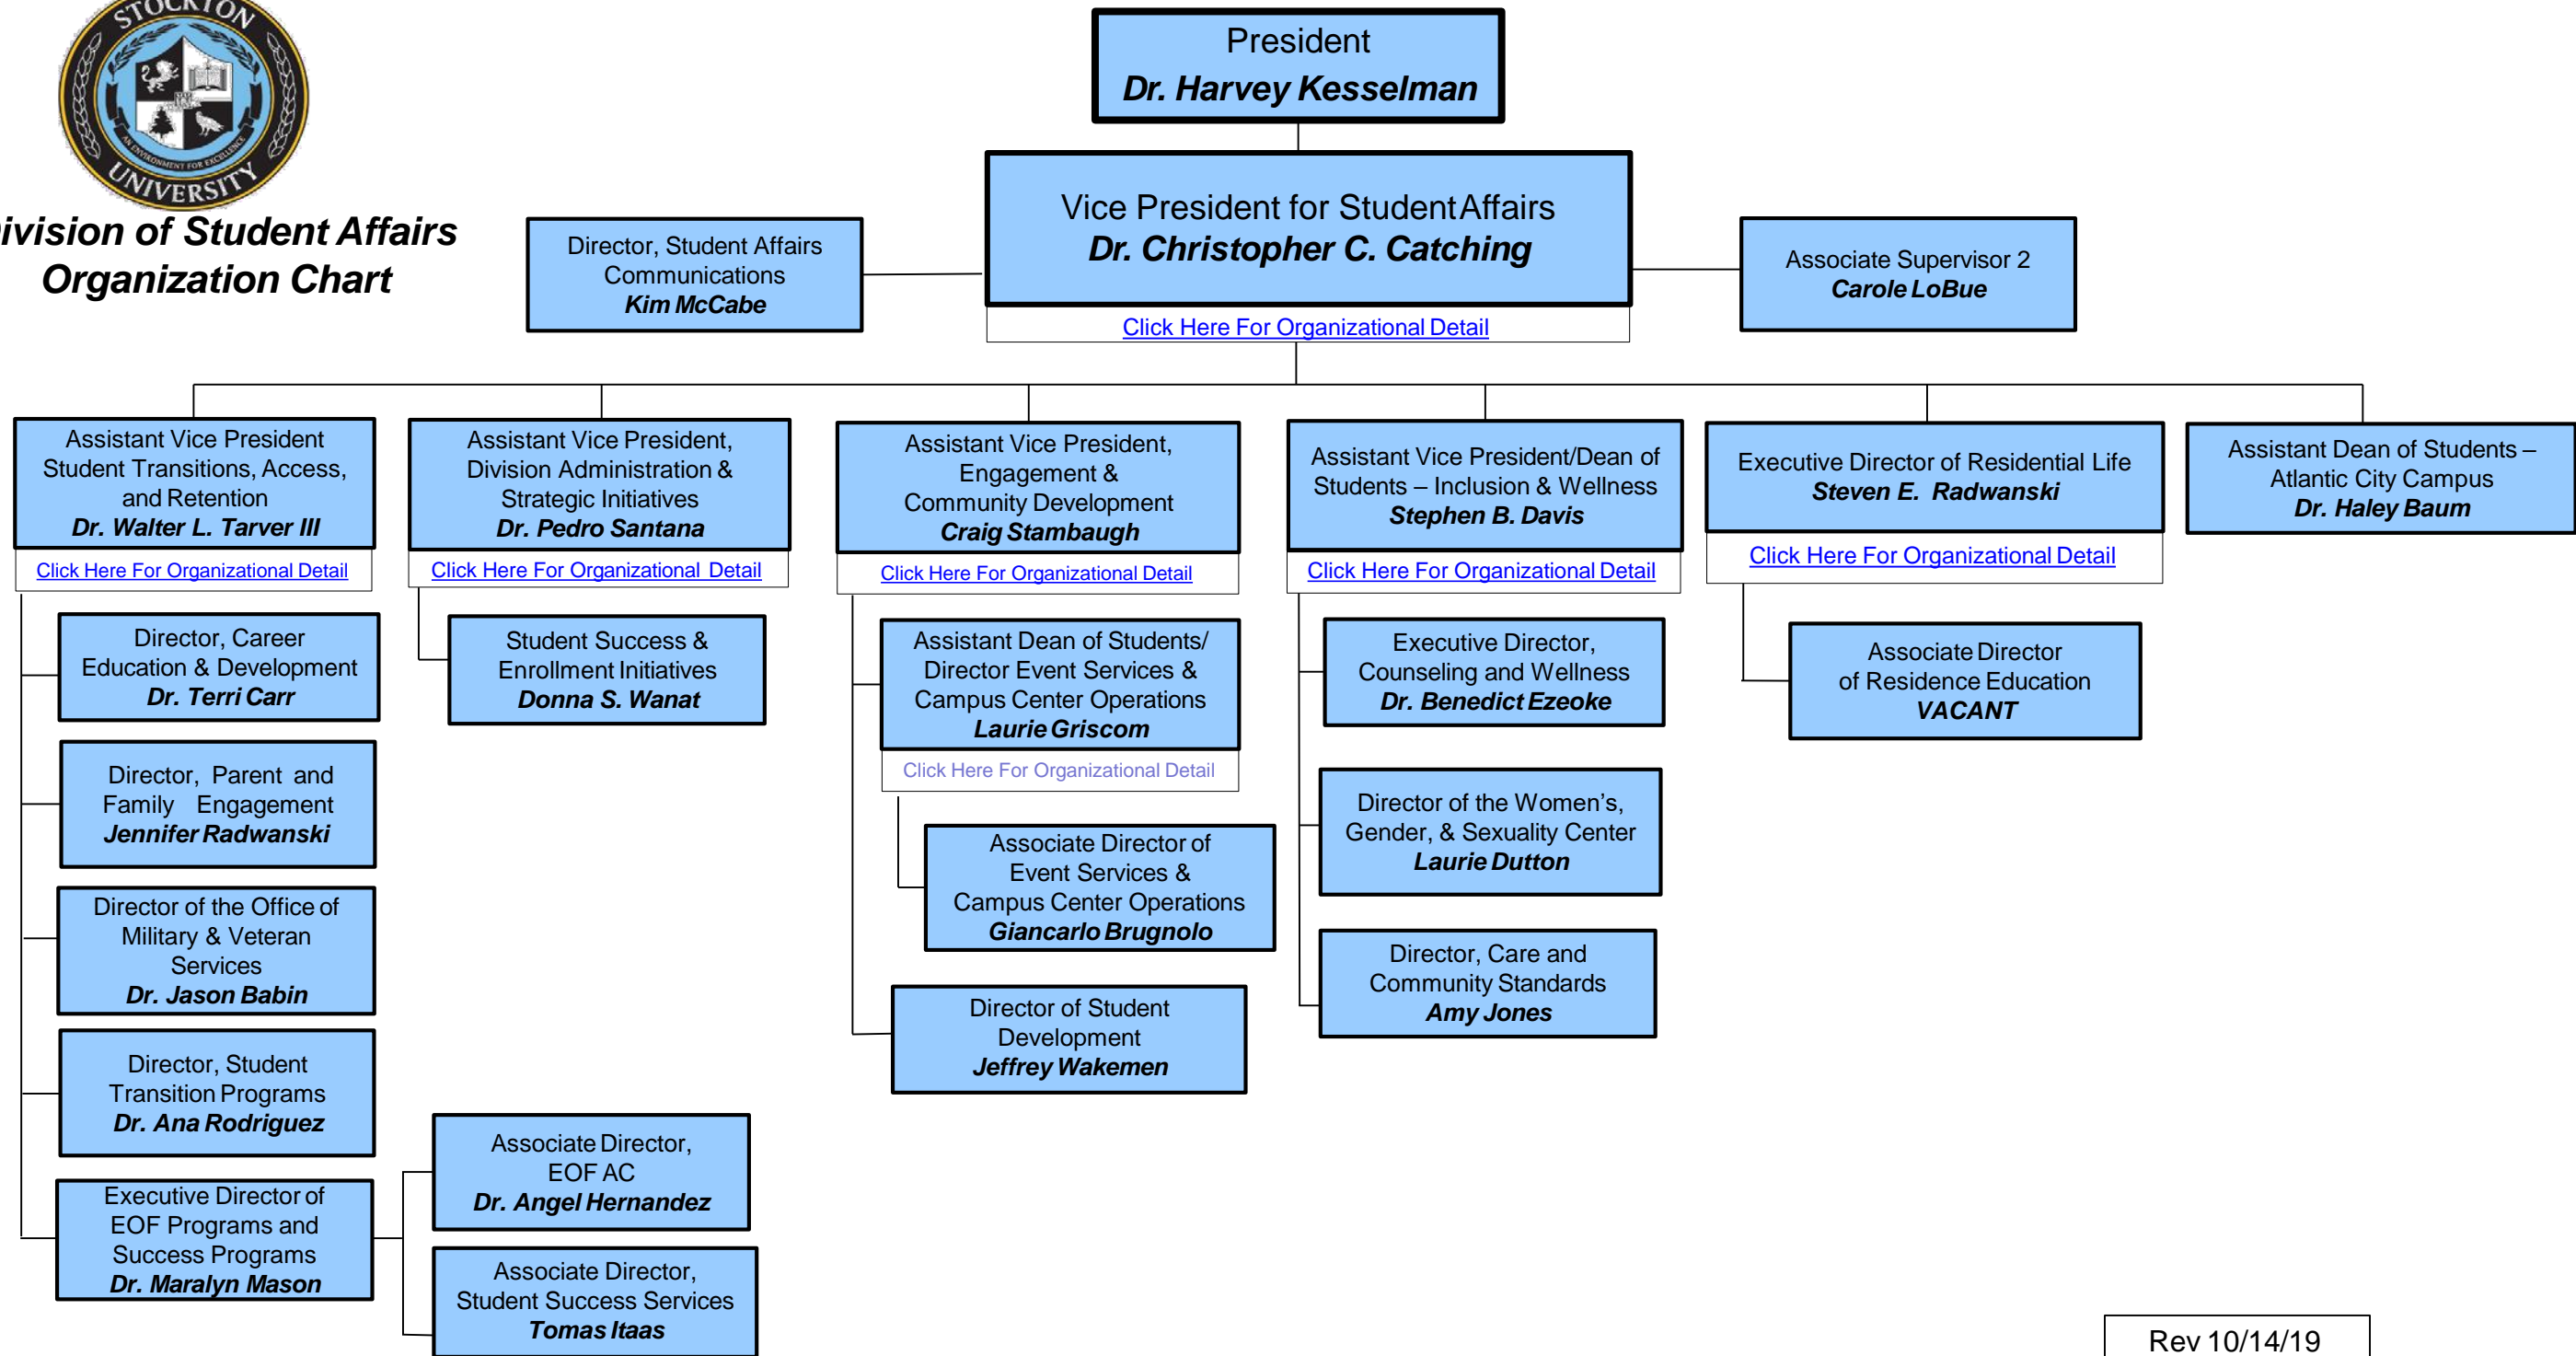 STOCKTON
UNIVERSITY
AN ENVIRONMENT FOR EXCELLENCE
ivision of Student Affairs
Organization Chart
President
Dr. Harvey Kesselman
Vice President for Student Affairs
Dr. Christopher C. Catching
Click Here For Organizational Detail
Director, Student Affairs
Communications
Kim McCabe
Associate Supervisor 2
Carole LoBue
Assistant Vice President
Student Transitions, Access,
and Retention
Dr. Walter L. Tarver III
Click Here For Organizational Detail
Director, Career
Education & Development
Dr. Terri Carr
Director, Parent and
Family Engagement
Jennifer Radwanski
Director of the Office of
Military & Veteran
Services
Dr. Jason Babin
Director, Student
Transition Programs
Dr. Ana Rodriguez
Executive Director of
EOF Programs and
Success Programs
Dr. Maralyn Mason
Associate Director,
EOF AC
Dr. Angel Hernandez
Associate Director,
Student Success Services
Tomas Itaas
Assistant Vice President,
Division Administration &
Strategic Initiatives
Dr. Pedro Santana
Click Here For Organizational Detail
Student Success &
Enrollment Initiatives
Donna S. Wanat
Assistant Vice President,
Engagement &
Community Development
Craig Stambaugh
Click Here For Organizational Detail
Assistant Dean of Students/
Director Event Services &
Campus Center Operations
Laurie Griscom
Click Here For Organizational Detail
Associate Director of
Event Services &
Campus Center Operations
Giancarlo Brugnolo
Director of Student
Development
Jeffrey Wakemen
Assistant Vice President/Dean of
Students – Inclusion & Wellness
Stephen B. Davis
Click Here For Organizational Detail
Executive Director,
Counseling and Wellness
Dr. Benedict Ezeoke
Director of the Women's,
Gender, & Sexuality Center
Laurie Dutton
Director, Care and
Community Standards
Amy Jones
Executive Director of Residential Life
Steven E. Radwanski
Click Here For Organizational Detail
Associate Director
of Residence Education
VACANT
Assistant Dean of Students –
Atlantic City Campus
Dr. Haley Baum
Rev 10/14/19